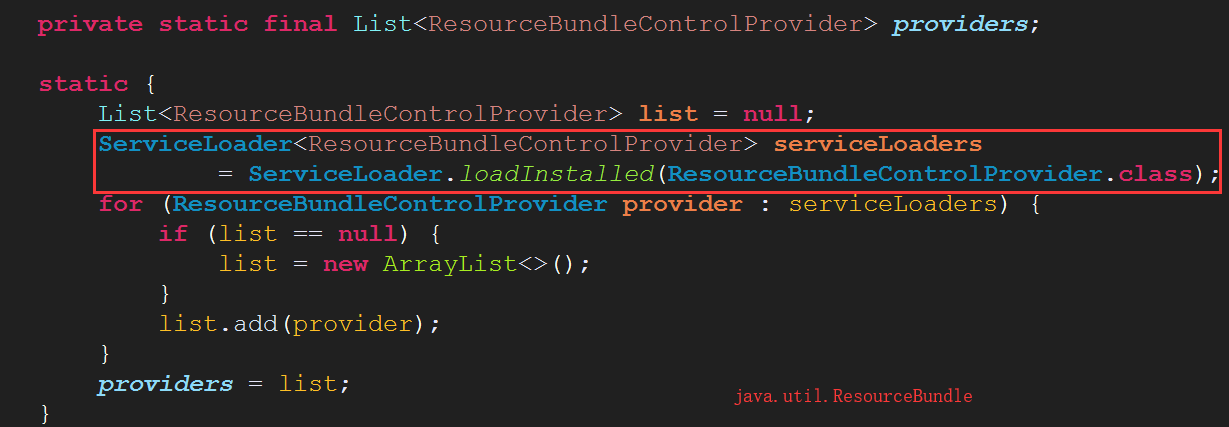 private static final List<ResourceBundleControlProvider> providers;
static {
List<ResourceBundleControlProvider> list = null;
ServiceLoader<ResourceBundleControlProvider> serviceLoaders
= ServiceLoader.loadInstalled(ResourceBundleControlProvider.class);
for (ResourceBundleControlProvider provider : serviceLoaders) {
if (list == null) {
list = new ArrayList<>();
}
list.add(provider);
}
providers = list;
java.util.ResourceBundle
}